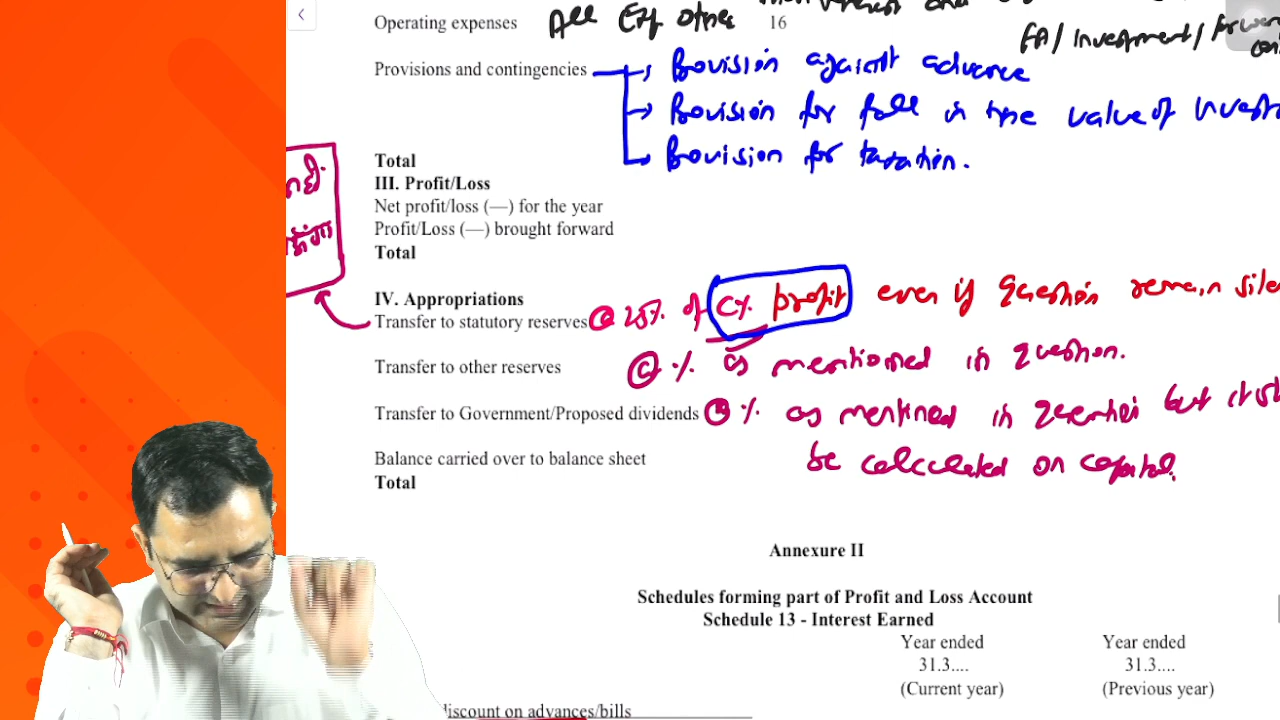 Operating expenses All Exp other 16
FA/ Investment/
Provisions and contingencies → Provision against advance
→ Provision for fall in the value of
→ Provision for taxation.
Total
III. Profit/Loss
Net profit/loss (—) for the year
Profit/Loss (—) brought forward
Total
IV. Appropriations
Transfer to statutory reserves @ 25% of CY. profit even if question remain
Transfer to other reserves @ % as mentioned in question.
Transfer to Government/Proposed dividends @ % as mentioned in question but
be calculated on capital.
Balance carried over to balance sheet
Total
Annexure II
Schedules forming part of Profit and Loss Account
Schedule 13 - Interest Earned
Year ended Year ended
31.3.... 31.3....
(Current year) (Previous year)
discount on advances/bills